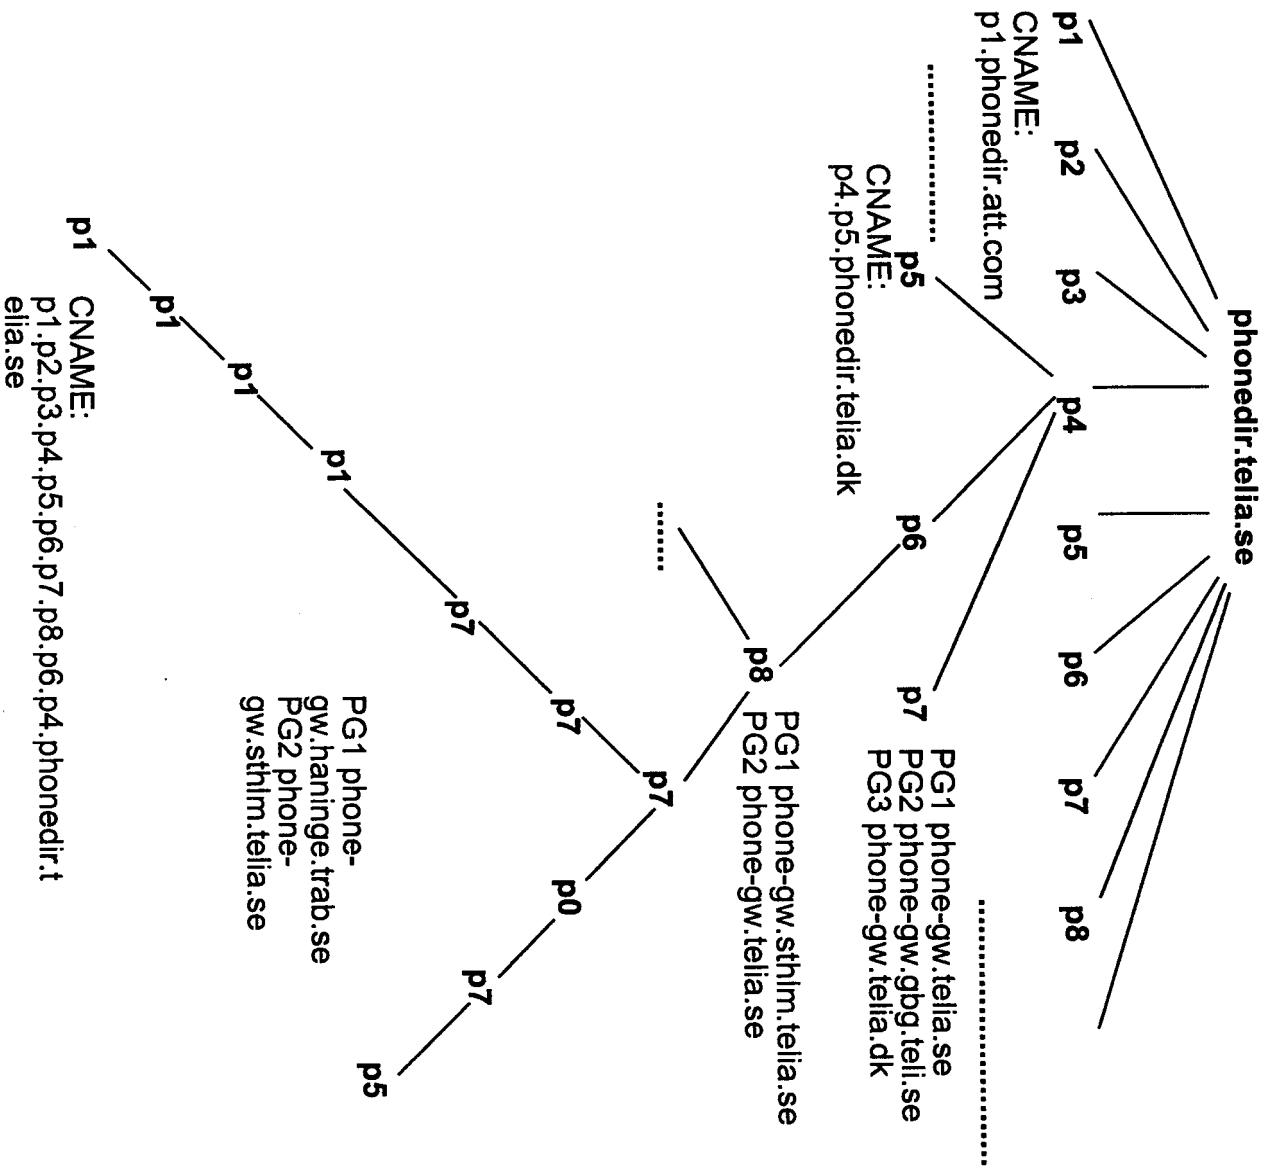 phonedir.telia.se
p1
p2
p3
p4
p5
p6
p7
p8
CNAME:
p1.phonedir.att.com
p5
p6
p7
CNAME:
p4.p5.phonedir.telia.dk
PG1 phone-gw.telia.se
PG2 phone-gw.gbg.teli.se
PG3 phone-gw.telia.dk
p8
PG1 phone-gw.sthlm.telia.se
PG2 phone-gw.telia.se
p7
p7
p0
p7
p7
p5
p1
p1
p1
p1
PG1 phone-
gw.haninge.trab.se
PG2 phone-
gw.sthlm.telia.se
CNAME:
p1.p2.p3.p4.p5.p6.p7.p8.p6.p4.phonedir.t
elia.se